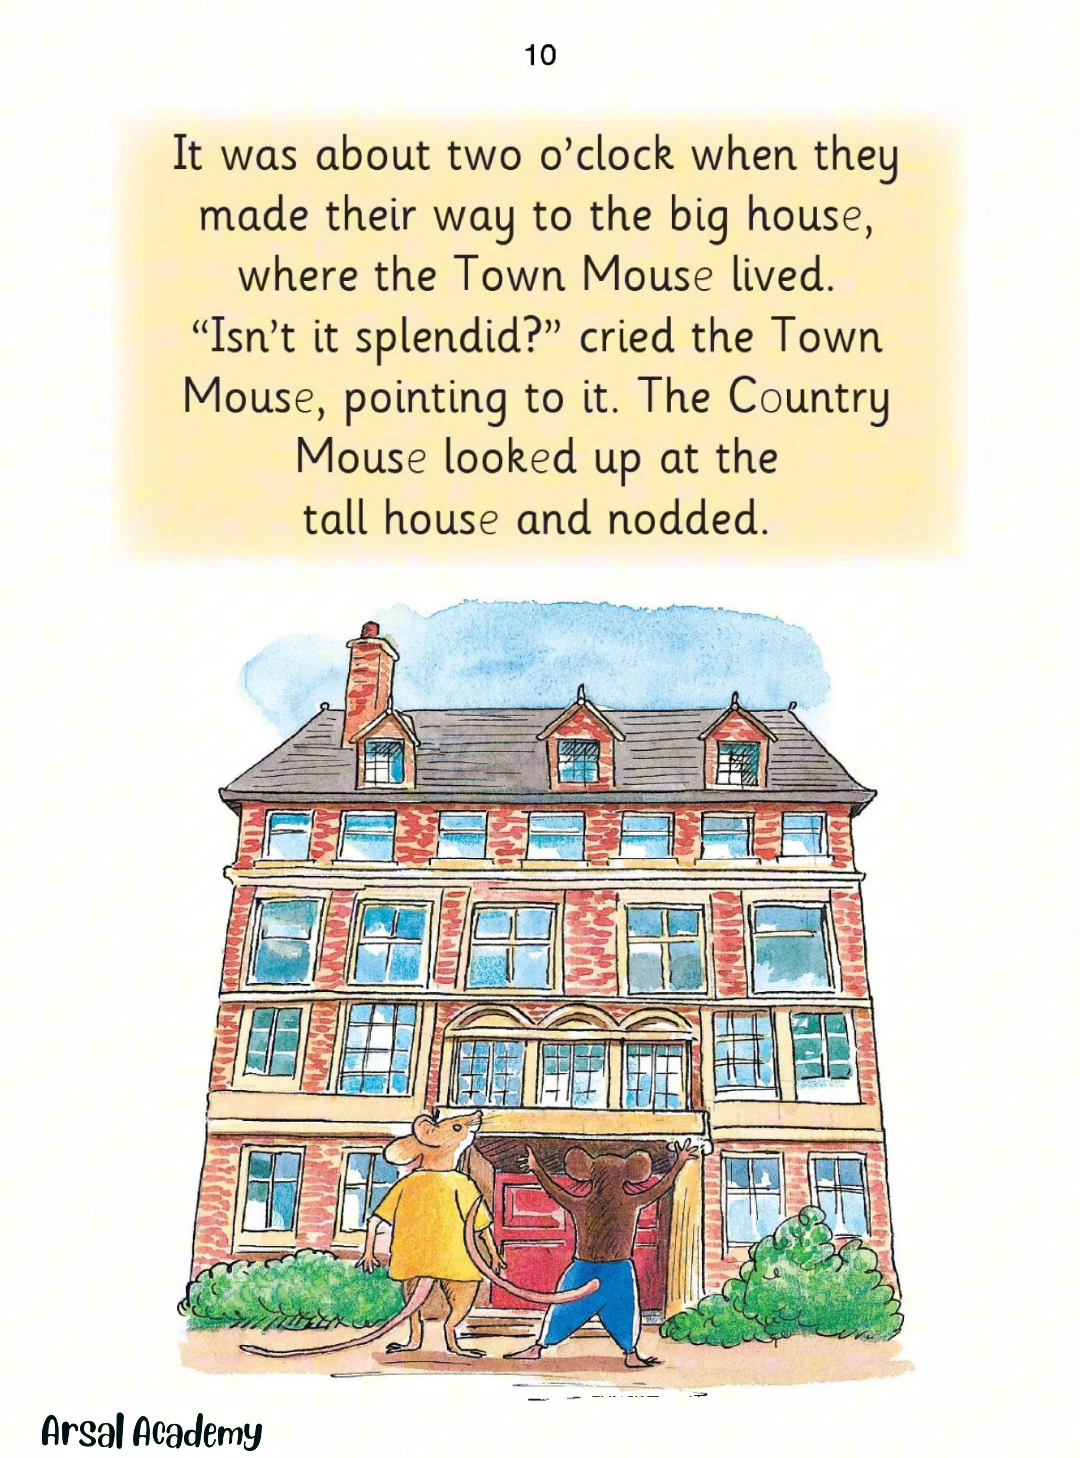 10
It was about two o’clock when they
made their way to the big house,
where the Town Mouse lived.
“Isn’t it splendid?” cried the Town
Mouse, pointing to it. The Country
Mouse looked up at the
tall house and nodded.
Arsal Academy